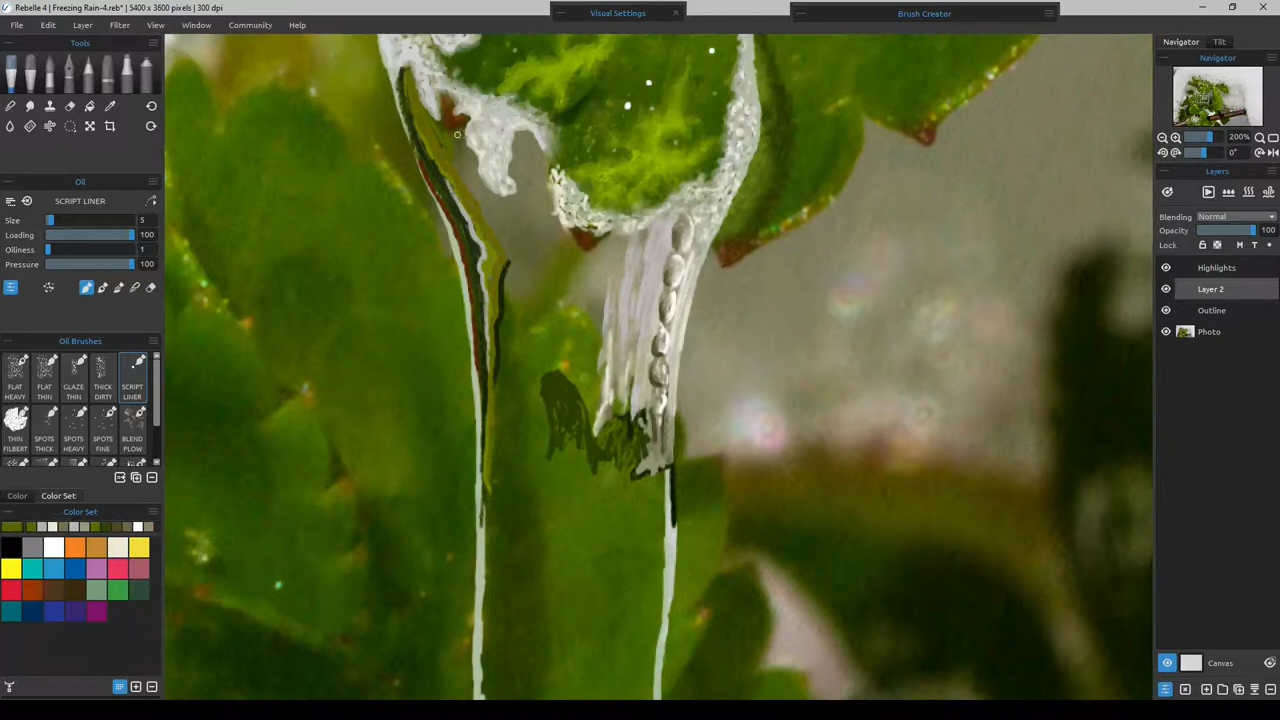 Rebelle 4 | Freezing Rain-4.reb* | 5400 x 3600 pixels | 300 dpi
Visual Settings
Brush Creator
File Edit Layer Filter View Window Community Help
Tools
Oil
SCRIPT LINER
Size 5
Loading 100
Oiliness 1
Pressure 100
Oil Brushes
FLAT HEAVY
FLAT THIN
GLAZE THIN
THICK DIRTY
SCRIPT LINER
THIN FILBERT
SPOTS THICK
SPOTS HEAVY
SPOTS FINE
BLEND PLOW
Color Color Set
Color Set
Navigator Tilt
Navigator
200%
0°
Layers
Blending Normal
Opacity 100
Lock M T
Highlights
Layer 2
Outline
Photo
Canvas